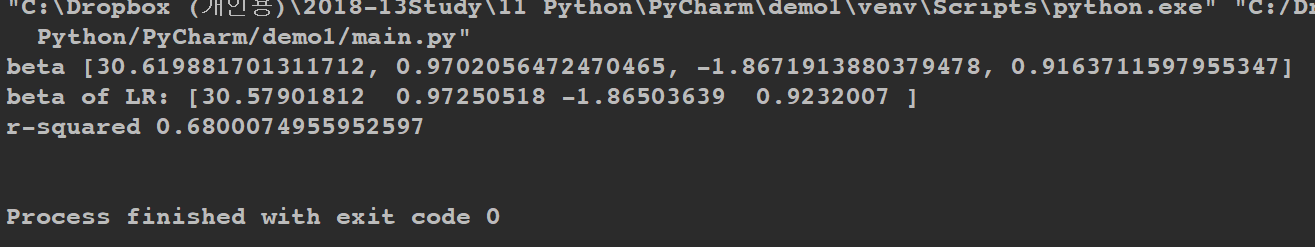 "C:\Dropbox (개인용)\2018-13Study\11 Python\PyCharm\demo1\venv\Scripts\python.exe" "C:/Dr
Python/PyCharm/demo1/main.py"
beta [30.619881701311712, 0.9702056472470465, -1.8671913880379478, 0.9163711597955347]
beta of LR: [30.57901812  0.97250518 -1.86503639  0.9232007 ]
r-squared 0.6800074955952597
Process finished with exit code 0